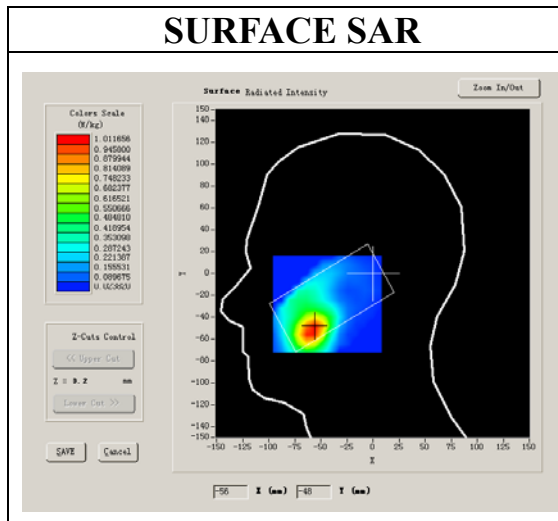 SURFACE SAR
Surface Radiated Intensity
Zoom In/Out
Colors Scale
(W/kg)
1.011656
0.945800
0.879944
0.814089
0.748233
0.682377
0.616521
0.550666
0.484810
0.418954
0.353098
0.287243
0.221387
0.155531
0.089675
0.023820
150
140
120
100
80
60
40
20
0
-20
-40
-60
-80
-100
-120
-140
-150
Y
-150 -125 -100 -75 -50 -25 0 25 50 75 100 125 150
X
Z-Cuts Control
<< Upper Cut
Z = 0.2 mm
Lower Cut >>
SAVE Cancel
-56 X (mm) -48 Y (mm)